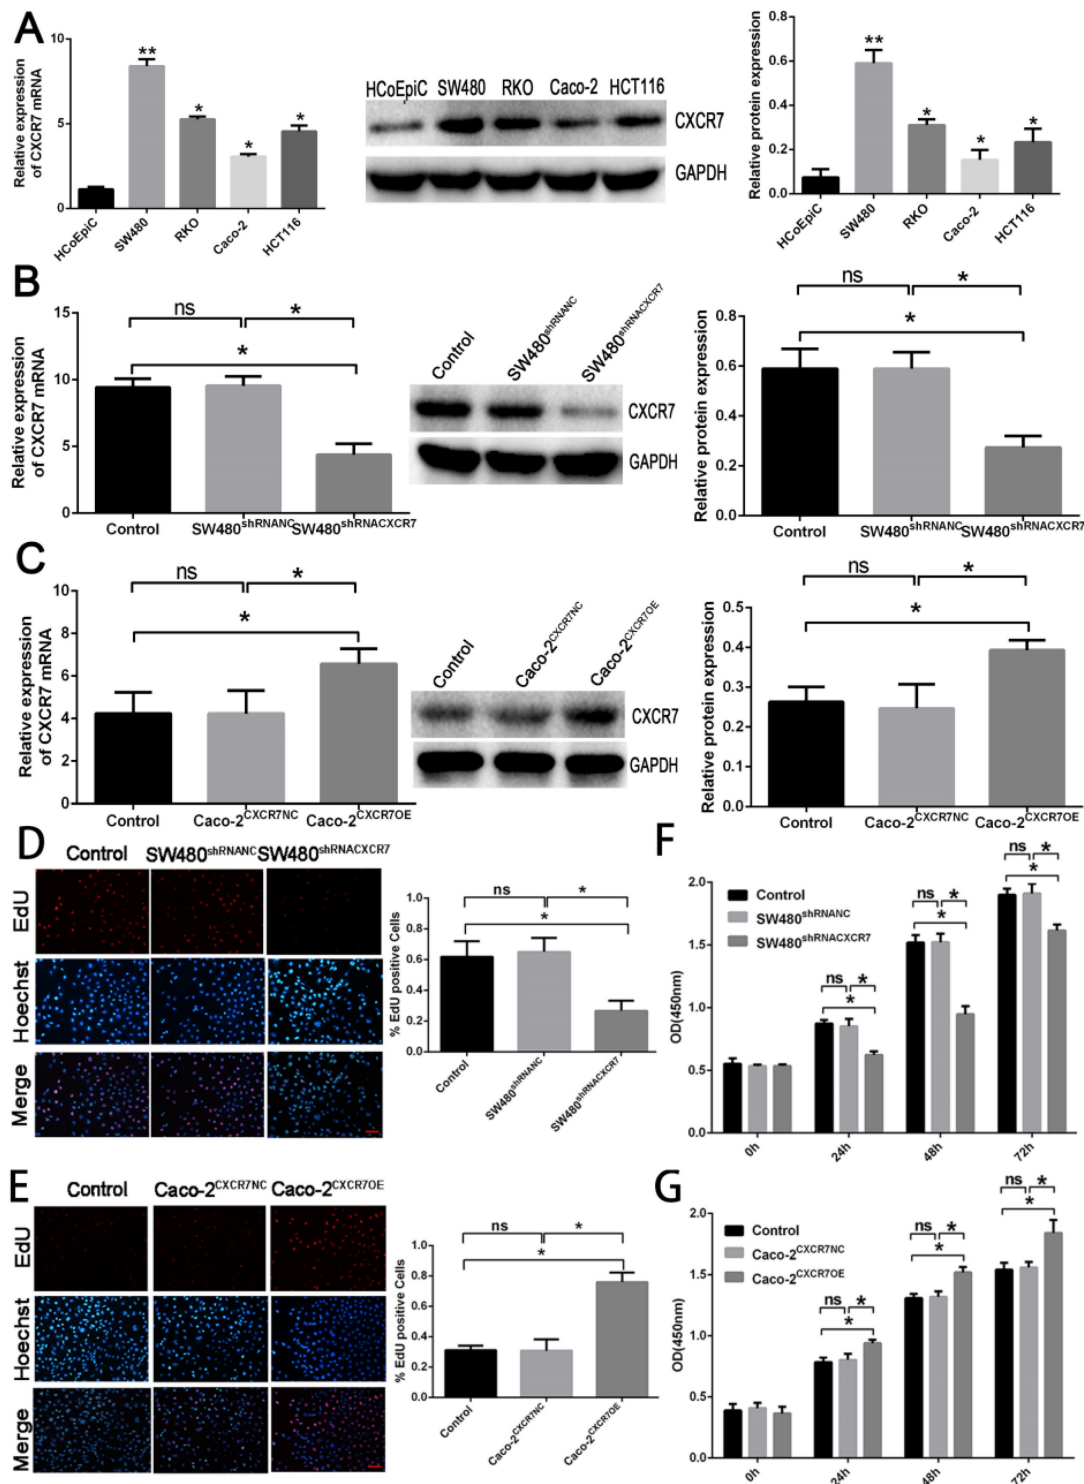 A
Relative expression
of CXCR7 mRNA
10
5
0
**
*
*
*
HCoEpiC
SW480
RKO
Caco-2
HCT116
HCoEpiC SW480 RKO Caco-2 HCT116
CXCR7
GAPDH
Relative protein expression
0.8
0.6
0.4
0.2
0.0
**
*
*
*
HCoEpiC
SW480
RKO
Caco-2
HCT116
B
Relative expression
of CXCR7 mRNA
15
10
5
0
ns
*
*
Control SW480shRNANC SW480shRNACXCR7
Control
SW480shRNANC
SW480shRNACXCR7
CXCR7
GAPDH
Relative protein expression
0.8
0.6
0.4
0.2
0.0
ns
*
*
Control SW480shRNANC SW480shRNACXCR7
C
Relative expression
of CXCR7 mRNA
10
8
6
4
2
0
ns
*
*
Control Caco-2CXCR7NC Caco-2CXCR7OE
Control
Caco-2CXCR7NC
Caco-2CXCR7OE
CXCR7
GAPDH
Relative protein expression
0.5
0.4
0.3
0.2
0.1
0.0
ns
*
*
Control Caco-2CXCR7NC Caco-2CXCR7OE
D
Control SW480shRNANC SW480shRNACXCR7
EdU
Hoechst
Merge
% EdU positive Cells
1.0
0.8
0.6
0.4
0.2
0.0
ns
*
*
Control
SW480shRNANC
SW480shRNACXCR7
E
Control Caco-2CXCR7NC Caco-2CXCR7OE
EdU
Hoechst
Merge
% EdU positive Cells
1.0
0.8
0.6
0.4
0.2
0.0
ns
*
*
Control
Caco-2CXCR7NC
Caco-2CXCR7OE
F
Control
SW480shRNANC
SW480shRNACXCR7
OD(450nm)
2.0
1.5
1.0
0.5
0.0
ns *
*
ns *
*
ns *
*
0h
24h
48h
72h
G
Control
Caco-2CXCR7NC
Caco-2CXCR7OE
OD(450nm)
2.0
1.5
1.0
0.5
0.0
ns *
*
ns *
*
ns *
*
0h
24h
48h
72h